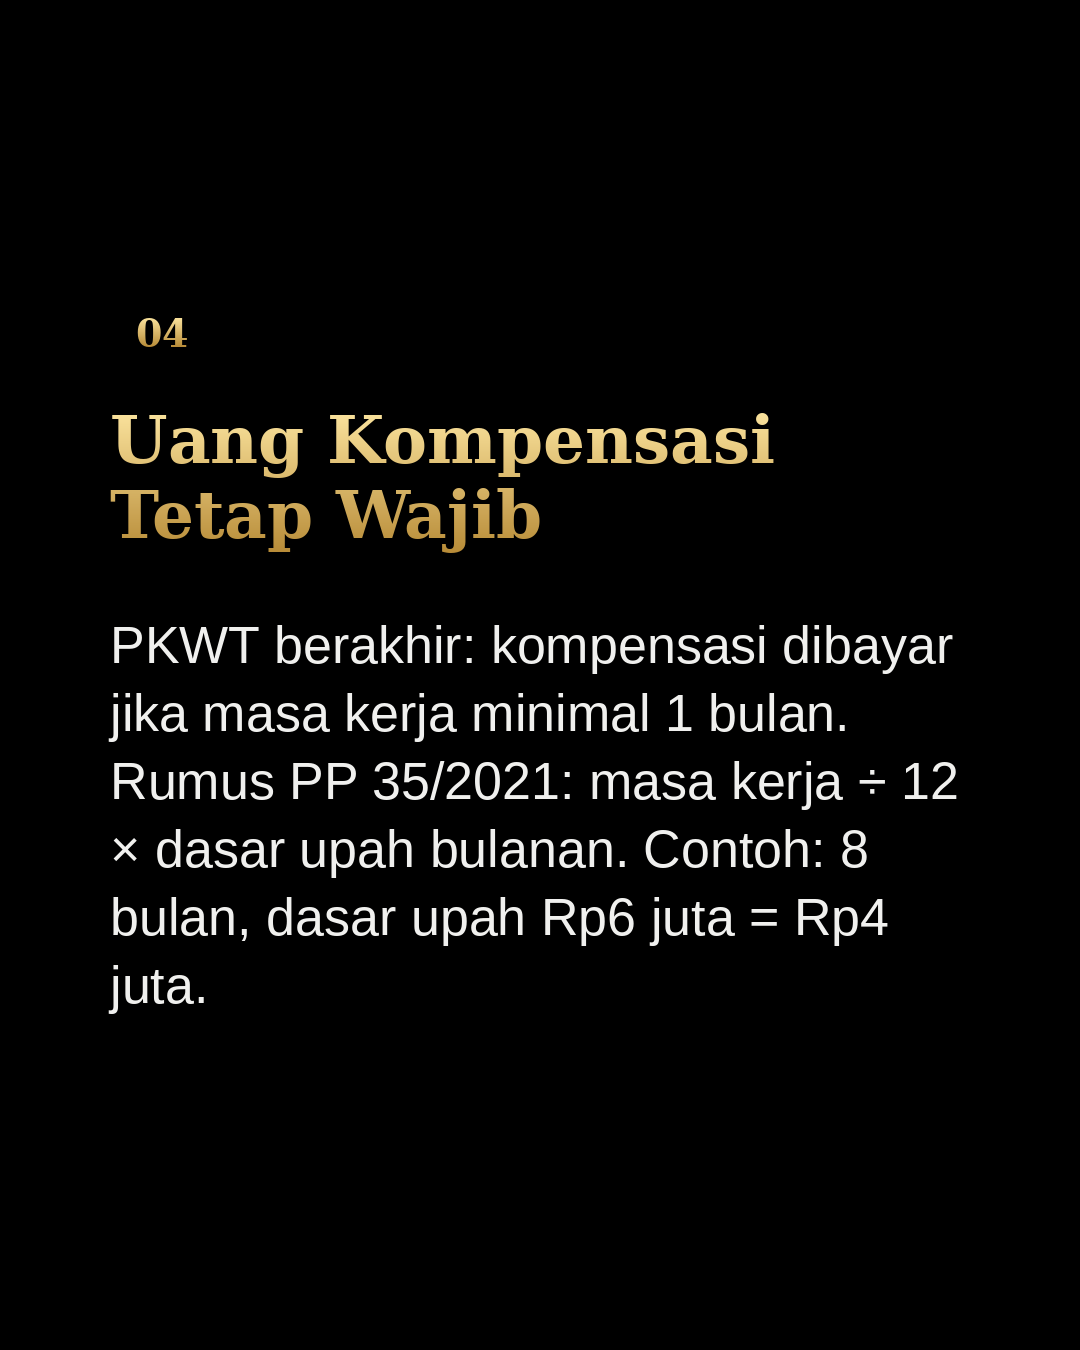 04
Uang Kompensasi
Tetap Wajib
PKWT berakhir: kompensasi dibayar
jika masa kerja minimal 1 bulan.
Rumus PP 35/2021: masa kerja ÷ 12
× dasar upah bulanan. Contoh: 8
bulan, dasar upah Rp6 juta = Rp4
juta.